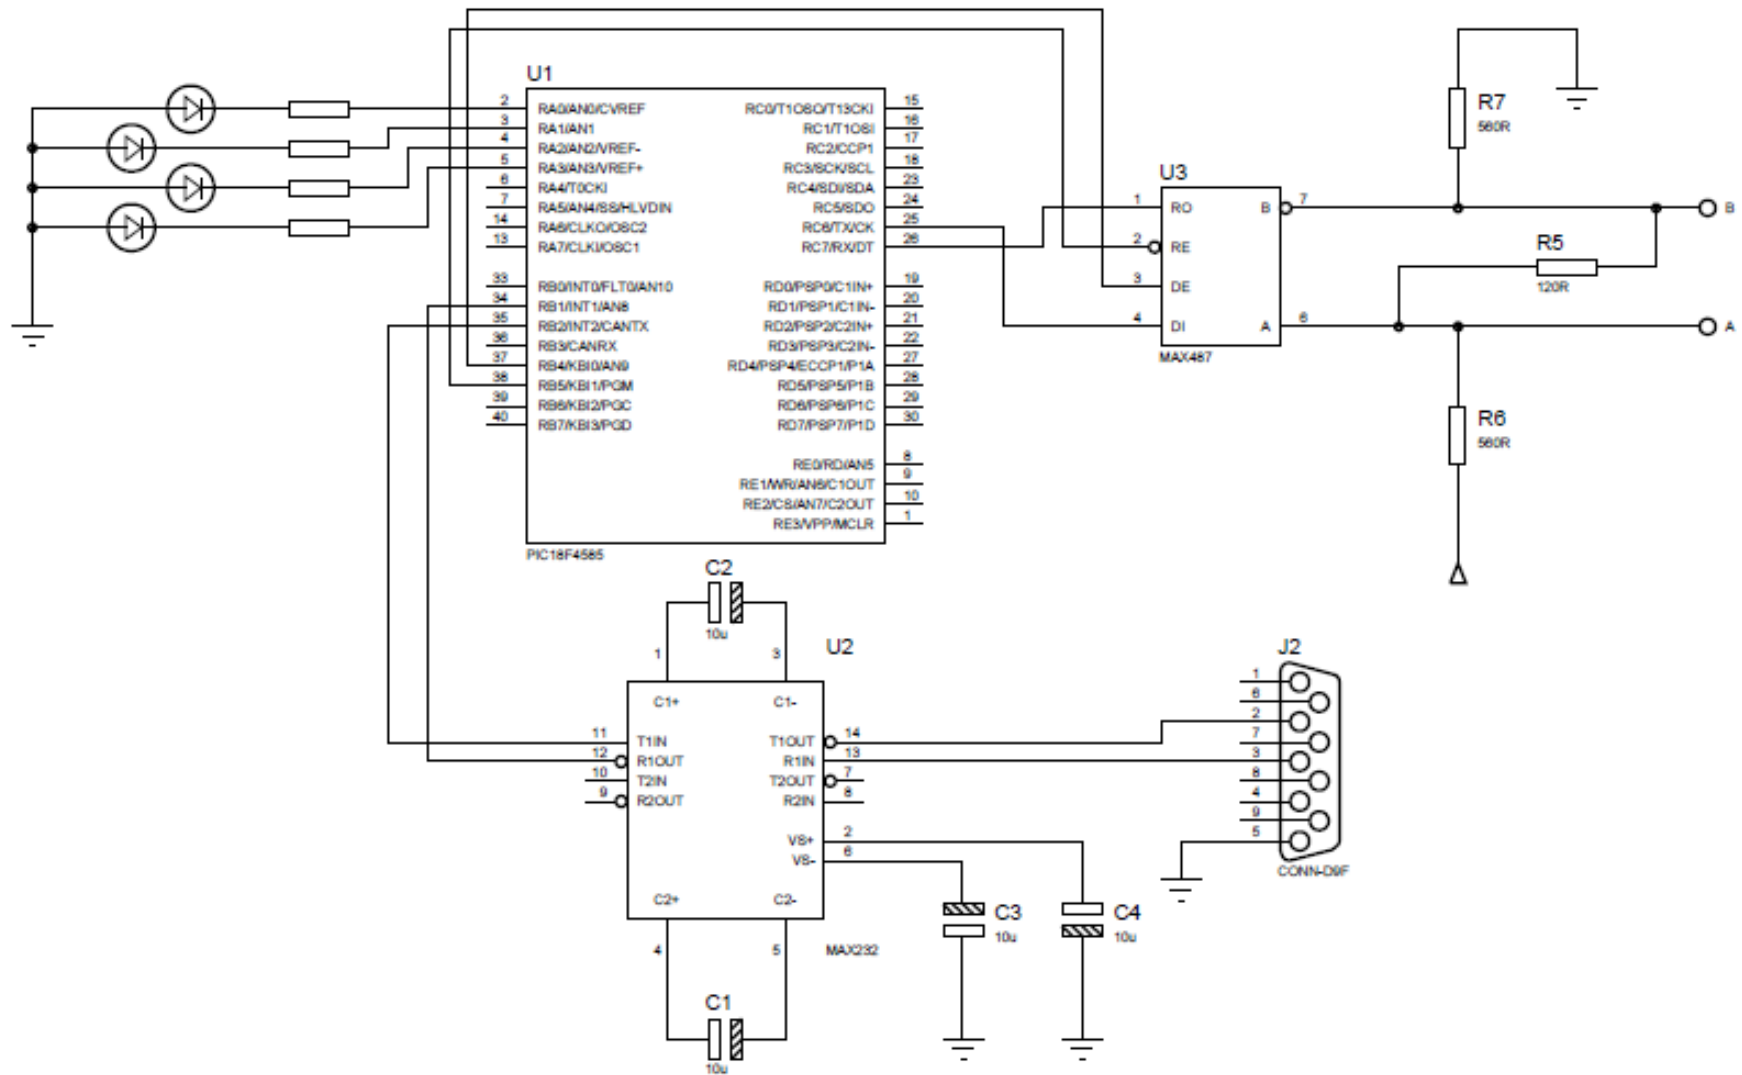 U1
2 RA0/AN0/CVREF RC0/T1OSO/T13CKI 15
3 RA1/AN1 RC1/T1OSI 16
4 RA2/AN2/VREF- RC2/CCP1 17
5 RA3/AN3/VREF+ RC3/SCK/SCL 18
6 RA4/T0CKI RC4/SDI/SDA 23
7 RA5/AN4/SS/HLVDIN RC5/SDO 24
14 RA6/CLKO/OSC2 RC6/TX/CK 25
13 RA7/CLKI/OSC1 RC7/RX/DT 26
33 RB0/INT0/FLT0/AN10 RD0/PSP0/C1IN+ 19
34 RB1/INT1/AN8 RD1/PSP1/C1IN- 20
35 RB2/INT2/CANTX RD2/PSP2/C2IN+ 21
36 RB3/CANRX RD3/PSP3/C2IN- 22
37 RB4/KBI0/AN9 RD4/PSP4/ECCP1/P1A 27
38 RB5/KBI1/PGM RD5/PSP5/P1B 28
39 RB6/KBI2/PGC RD6/PSP6/P1C 29
40 RB7/KBI3/PGD RD7/PSP7/P1D 30
RE0/RD/AN5 8
RE1/WR/AN6/C1OUT 9
RE2/CS/AN7/C2OUT 10
RE3/VPP/MCLR 1
PIC18F4585
R7
560R
U3
1 RO B 7
2 RE
3 DE
4 DI A 6
MAX487
B
R5
120R
A
R6
560R
C2
10u
U2
1 3
C1+ C1-
11 T1IN T1OUT 14
12 R1OUT R1IN 13
10 T2IN T2OUT 7
9 R2OUT R2IN 8
VS+ 2
VS- 6
C2+ C2-
4 5
MAX232
C1
10u
C3
10u
C4
10u
J2
1
6
2
7
3
8
4
9
5
CONN-D9F